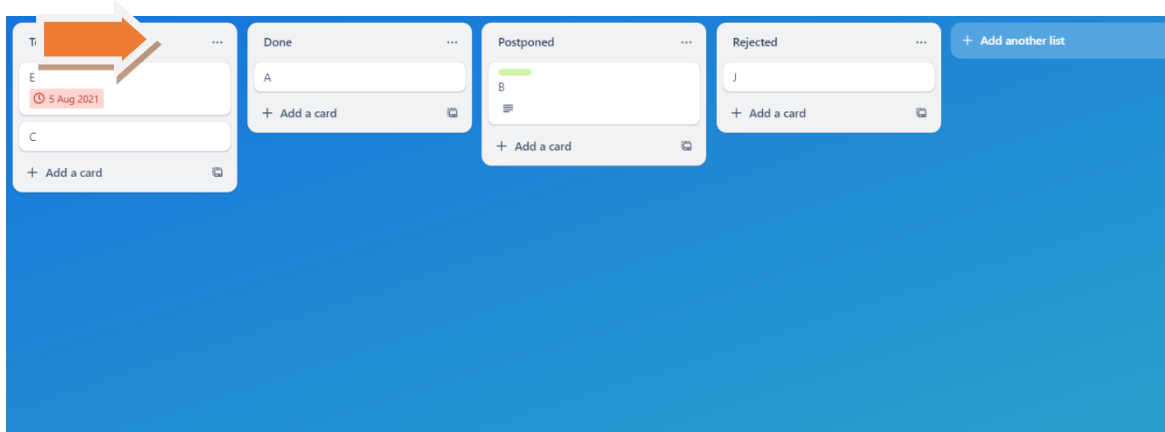 Done
Postponed
Rejected
+ Add another list
E
5 Aug 2021
C
+ Add a card
A
+ Add a card
B
+ Add a card
J
+ Add a card